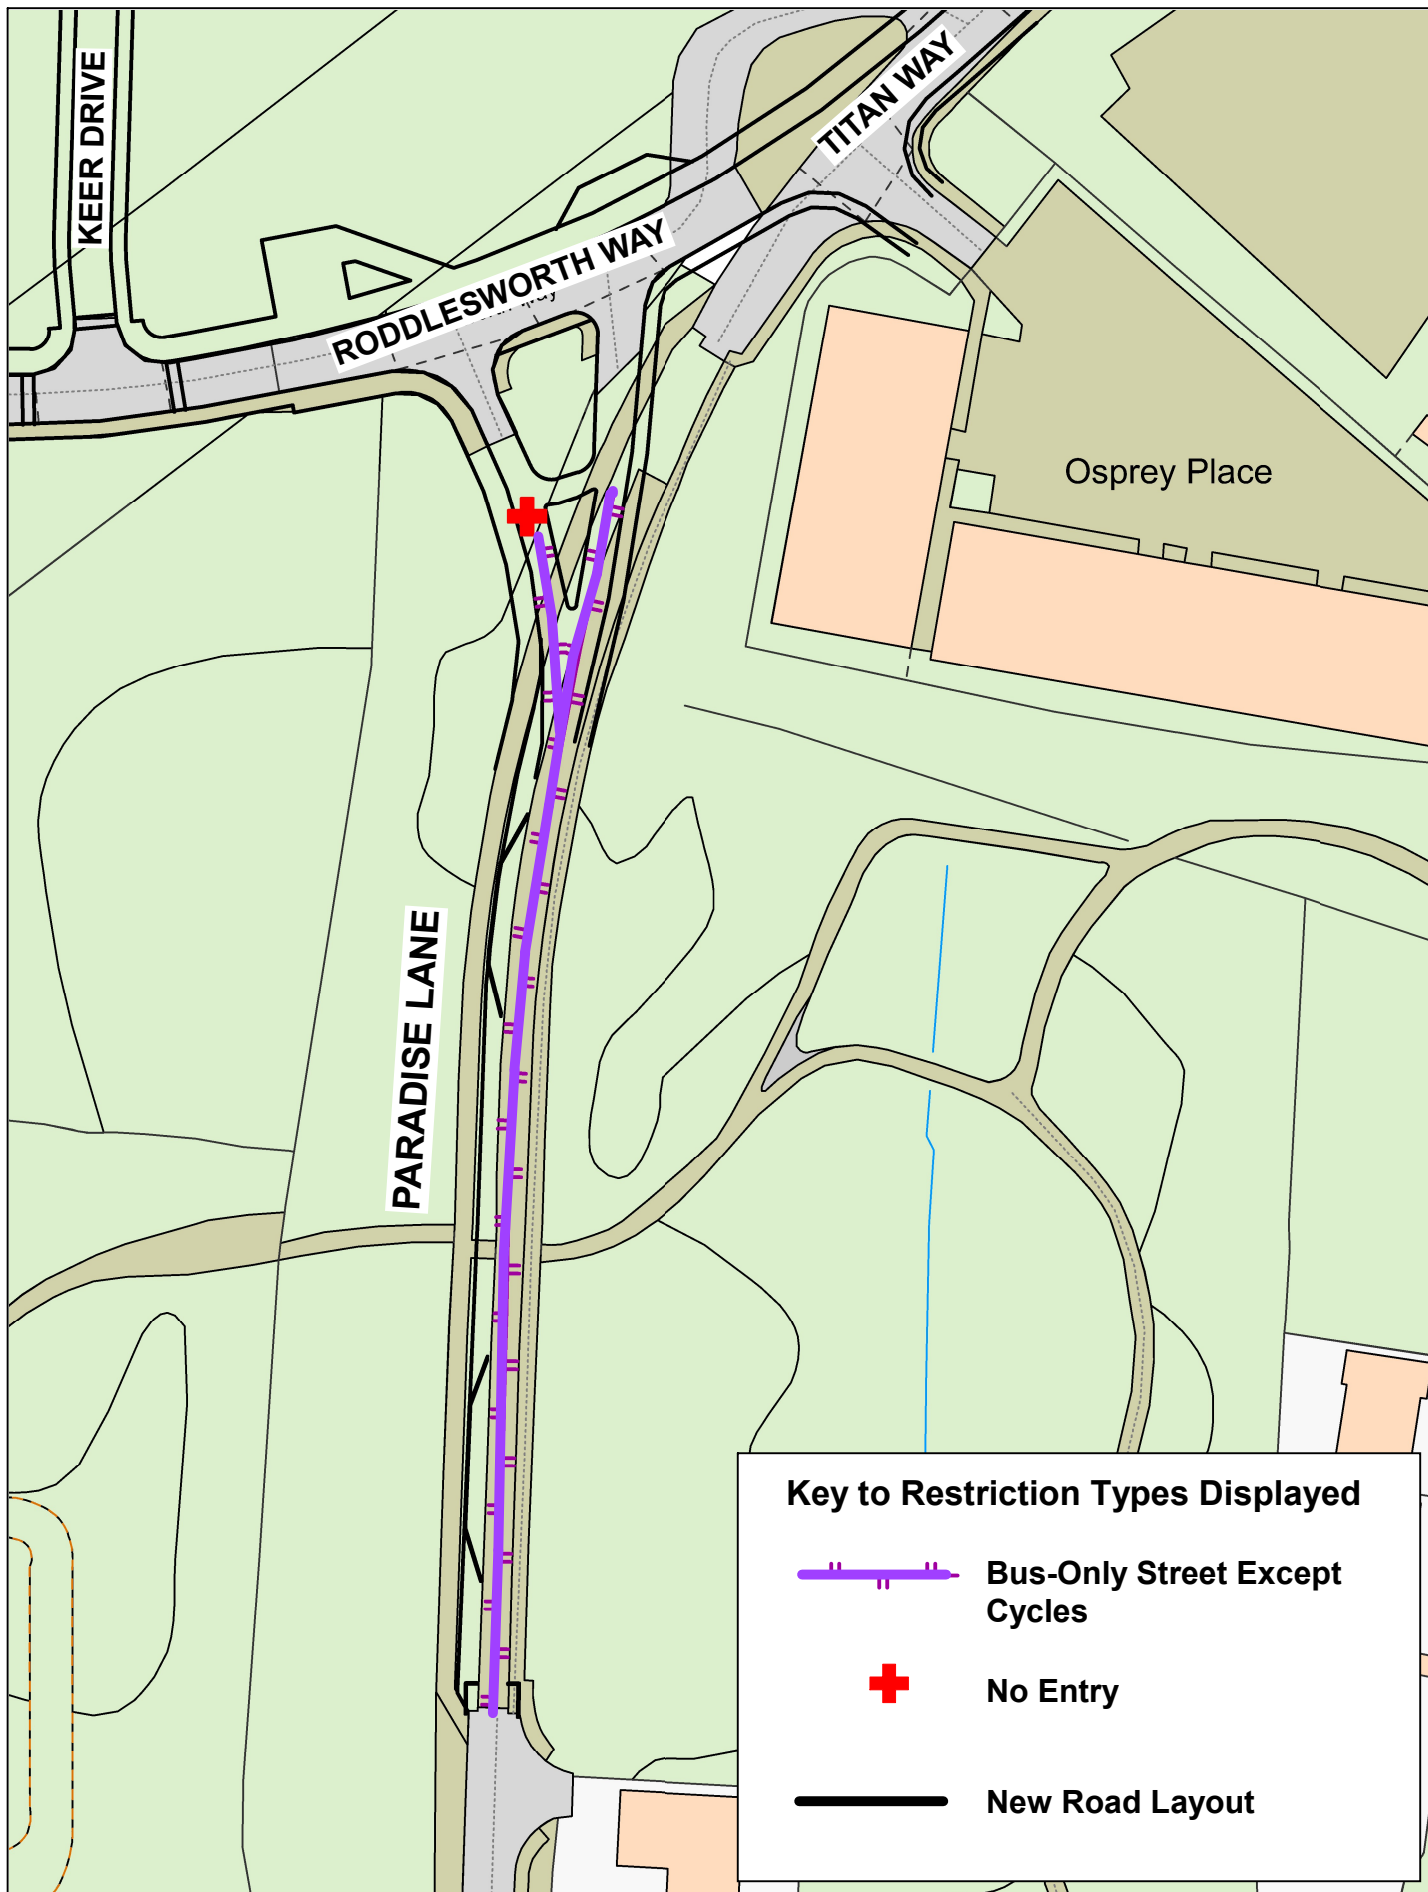 KEER DRIVE
TITAN WAY
RODDLESWORTH WAY
Osprey Place
PARADISE LANE
Key to Restriction Types Displayed
Bus-Only Street Except
Cycles
No Entry
New Road Layout